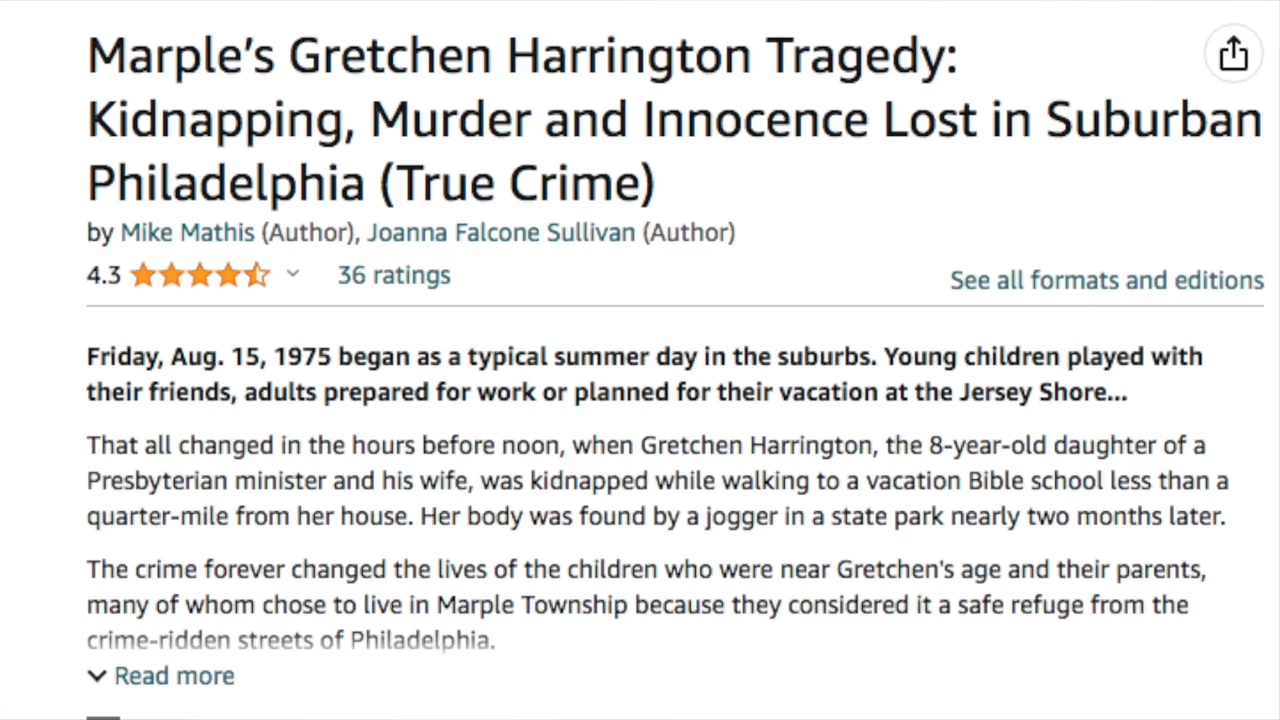 Marple’s Gretchen Harrington Tragedy:
Kidnapping, Murder and Innocence Lost in Suburban
Philadelphia (True Crime)
by Mike Mathis (Author), Joanna Falcone Sullivan (Author)
4.3 36 ratings
See all formats and editions
Friday, Aug. 15, 1975 began as a typical summer day in the suburbs. Young children played with
their friends, adults prepared for work or planned for their vacation at the Jersey Shore...
That all changed in the hours before noon, when Gretchen Harrington, the 8-year-old daughter of a
Presbyterian minister and his wife, was kidnapped while walking to a vacation Bible school less than a
quarter-mile from her house. Her body was found by a jogger in a state park nearly two months later.
The crime forever changed the lives of the children who were near Gretchen's age and their parents,
many of whom chose to live in Marple Township because they considered it a safe refuge from the
crime-ridden streets of Philadelphia.
Read more